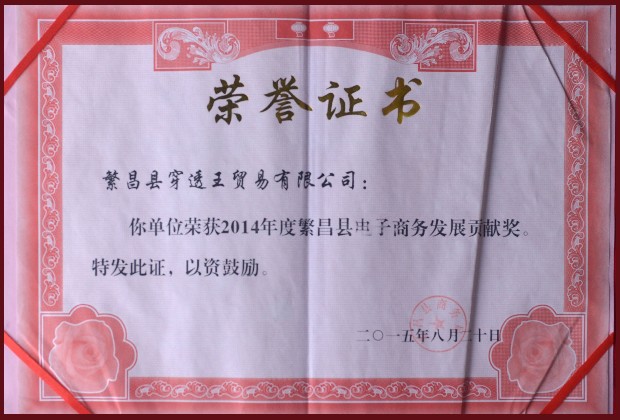 荣誉证书
繁昌县穿透王贸易有限公司：
你单位荣获2014年度繁昌县电子商务发展贡献奖。
特发此证，以资鼓励。
二〇一五年八月二十日